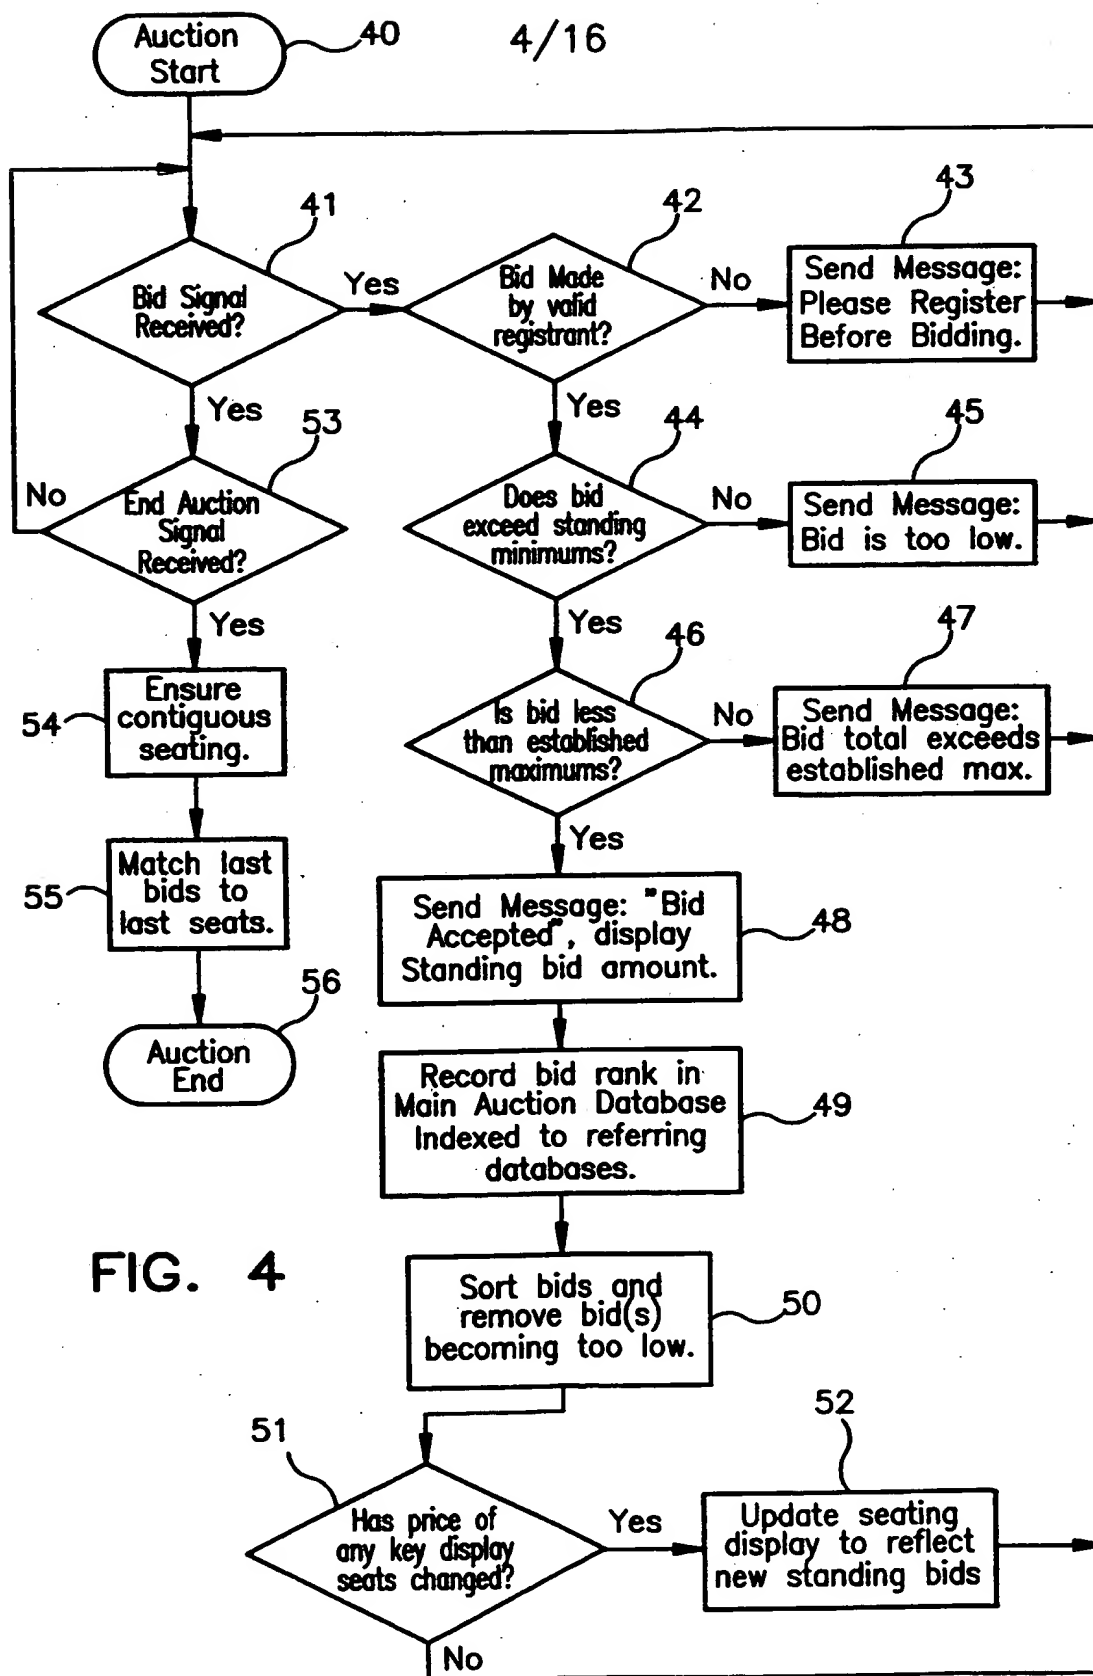 4/16
Auction
Start
40
41
Bid Signal
Received?
Yes
42
Bid Made
by valid
registrant?
No
43
Send Message:
Please Register
Before Bidding.
Yes
53
End Auction
Signal
Received?
No
Yes
44
Does bid
exceed standing
minimums?
No
45
Send Message:
Bid is too low.
Yes
54
Ensure
contiguous
seating.
Yes
46
Is bid less
than established
maximums?
No
47
Send Message:
Bid total exceeds
established max.
55
Match last
bids to
last seats.
Yes
48
Send Message: "Bid
Accepted", display
Standing bid amount.
56
Auction
End
49
Record bid rank in
Main Auction Database
Indexed to referring
databases.
FIG. 4
50
Sort bids and
remove bid(s)
becoming too low.
51
Has price of
any key display
seats changed?
Yes
52
Update seating
display to reflect
new standing bids
No